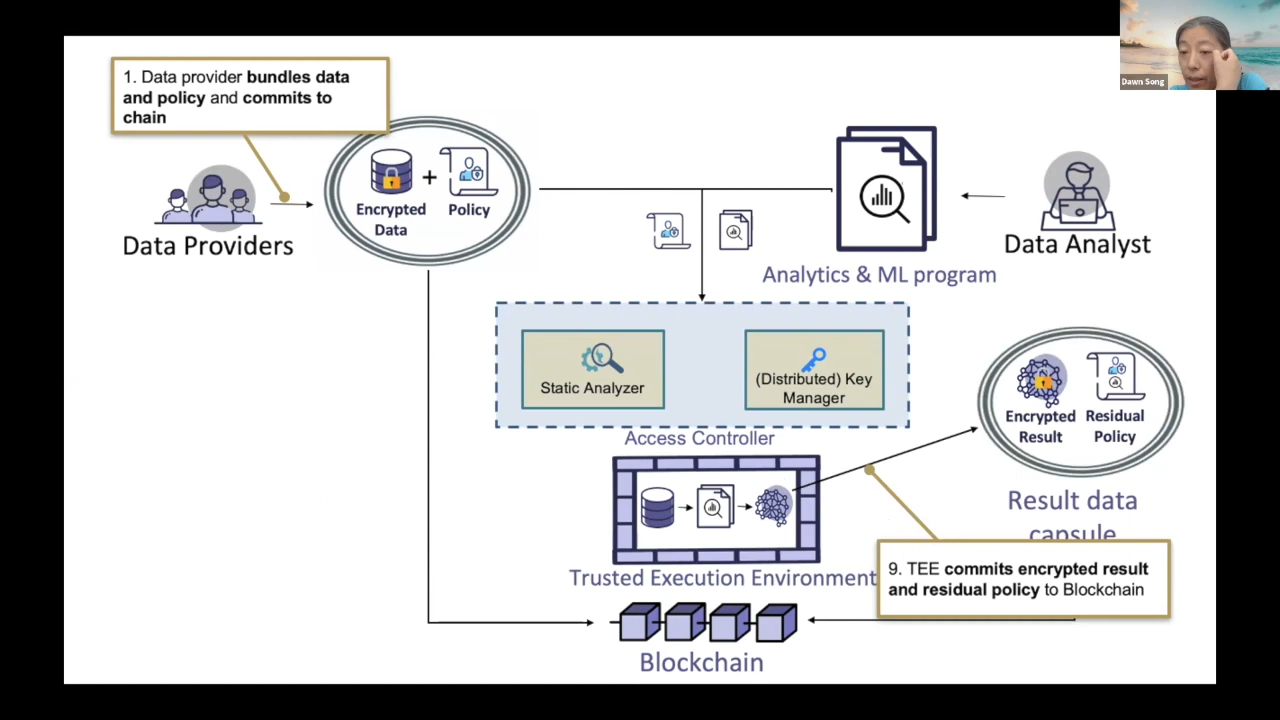 Dawn Song
1. Data provider bundles data
and policy and commits to
chain
Data Providers
Encrypted
Data
+
Policy
Analytics & ML program
Data Analyst
Static Analyzer
(Distributed) Key
Manager
Access Controller
Encrypted
Result
Residual
Policy
Result data
capsule
Trusted Execution Environment
9. TEE commits encrypted result
and residual policy to Blockchain
Blockchain